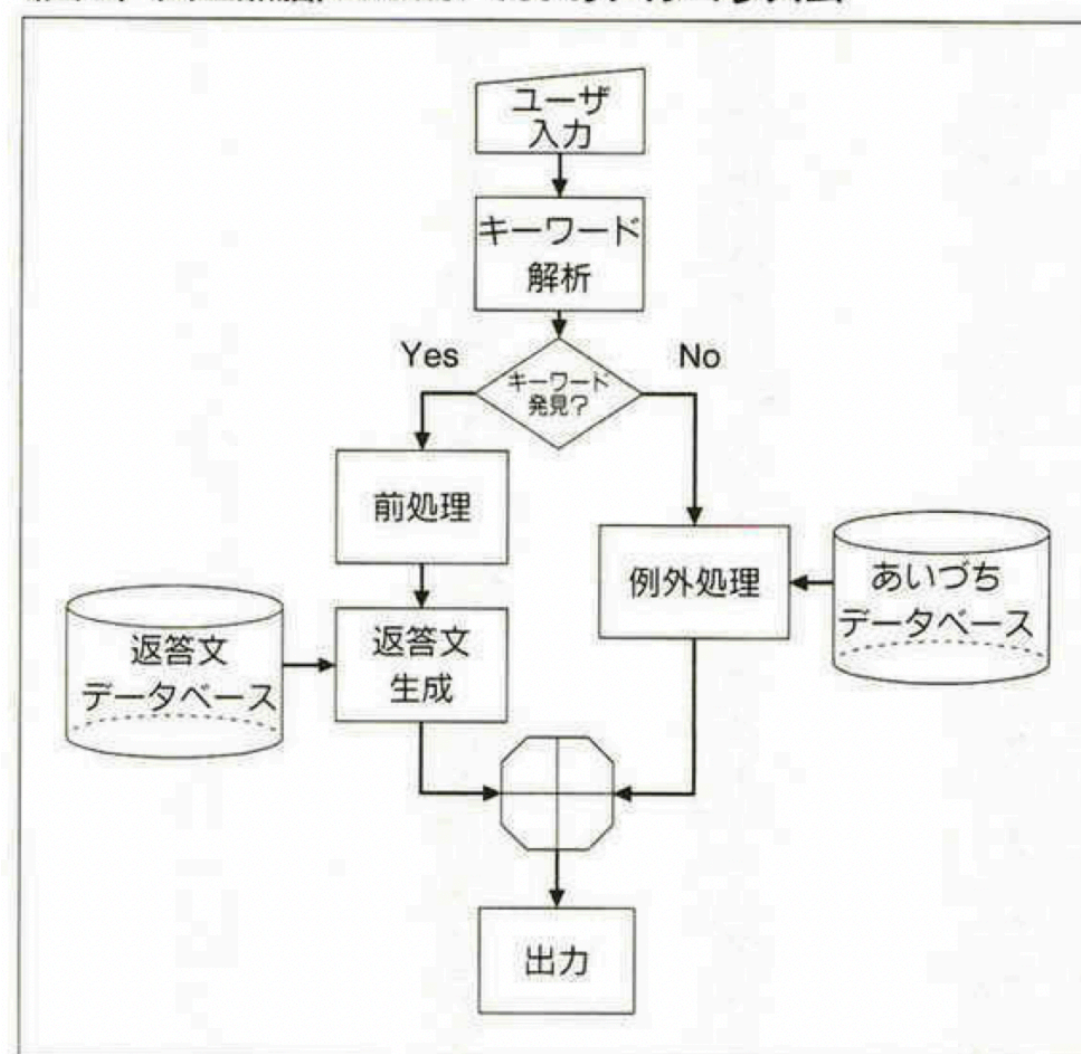 ユーザ
入力
キーワード
解析
Yes
No
キーワード
発見?
前処理
例外処理
あいづち
データベース
返答文
データベース
返答文
生成
出力